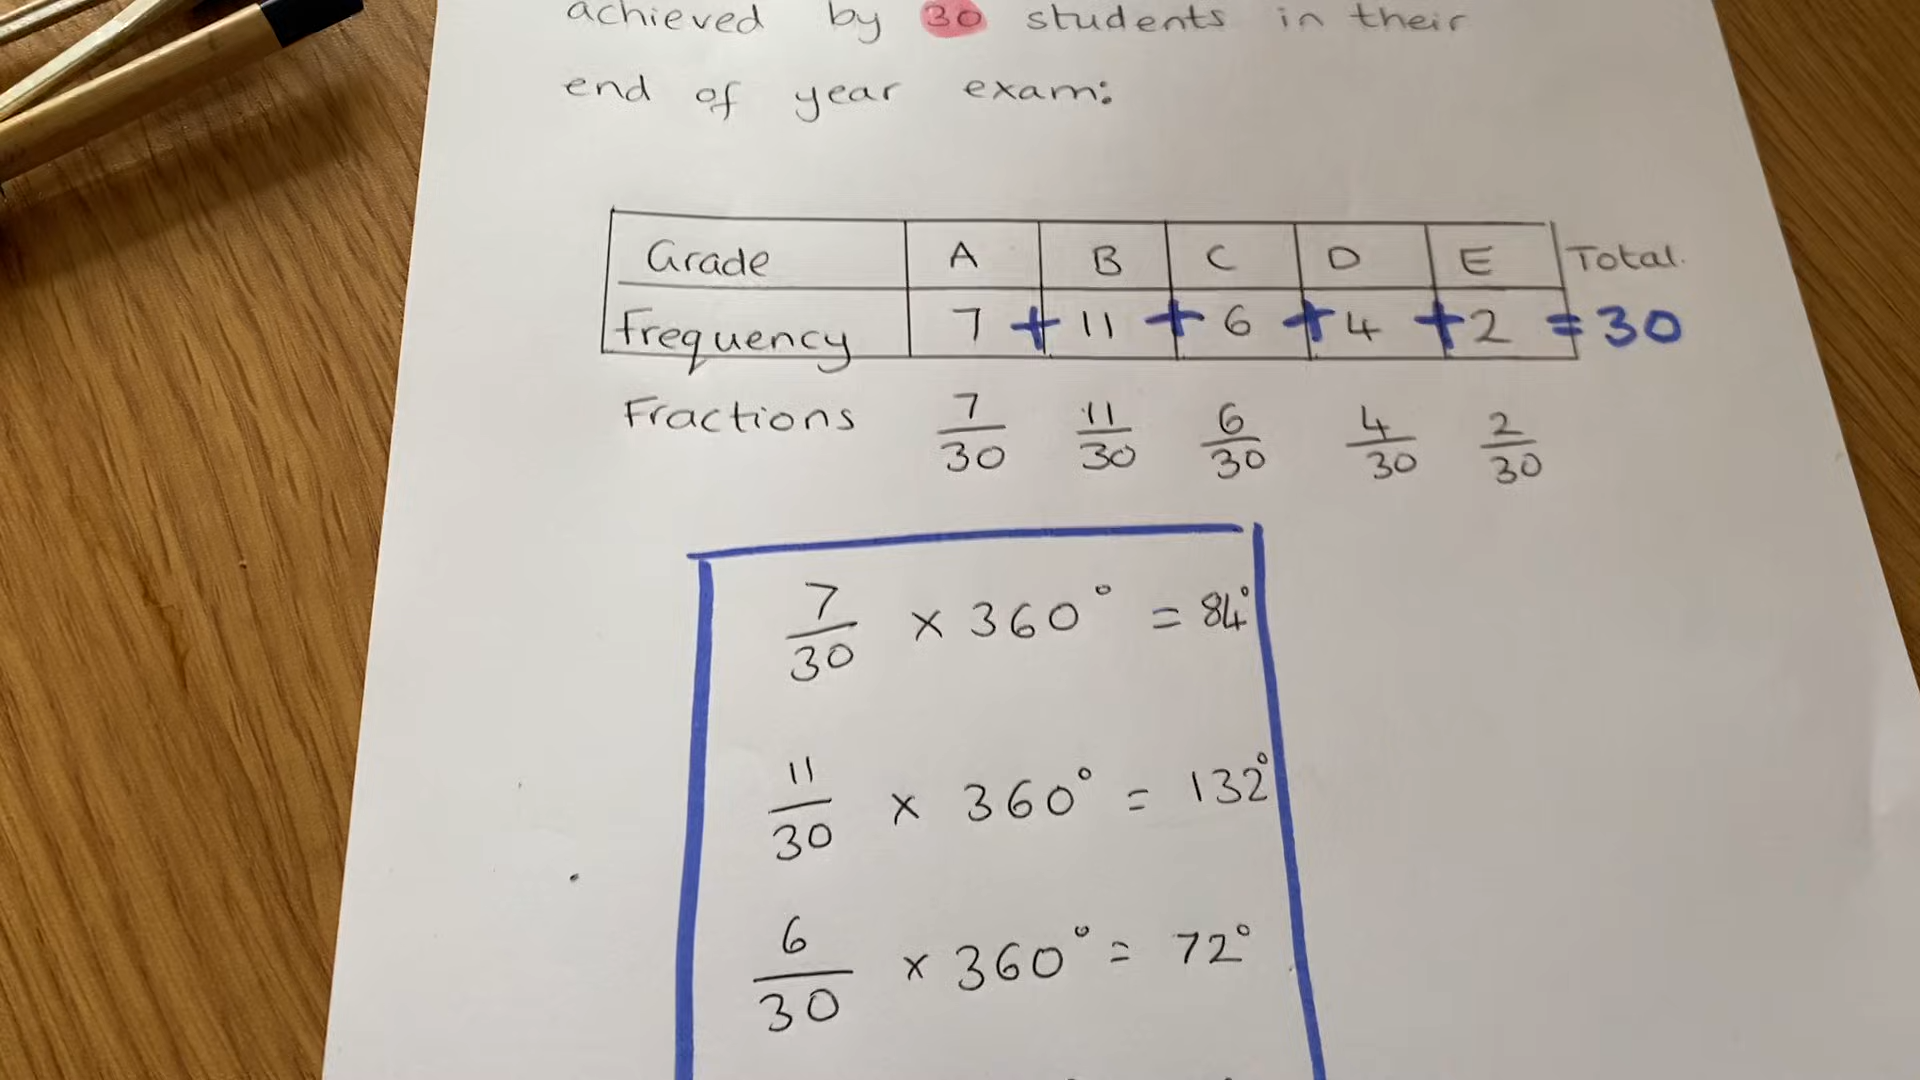 achieved by 30 students in their
end of year exam:
Grade A B C D E Total.
Frequency 7 + 11 + 6 + 4 + 2 = 30
Fractions 7/30 11/30 6/30 4/30 2/30
7/30 × 360° = 84°
11/30 × 360° = 132°
6/30 × 360° = 72°